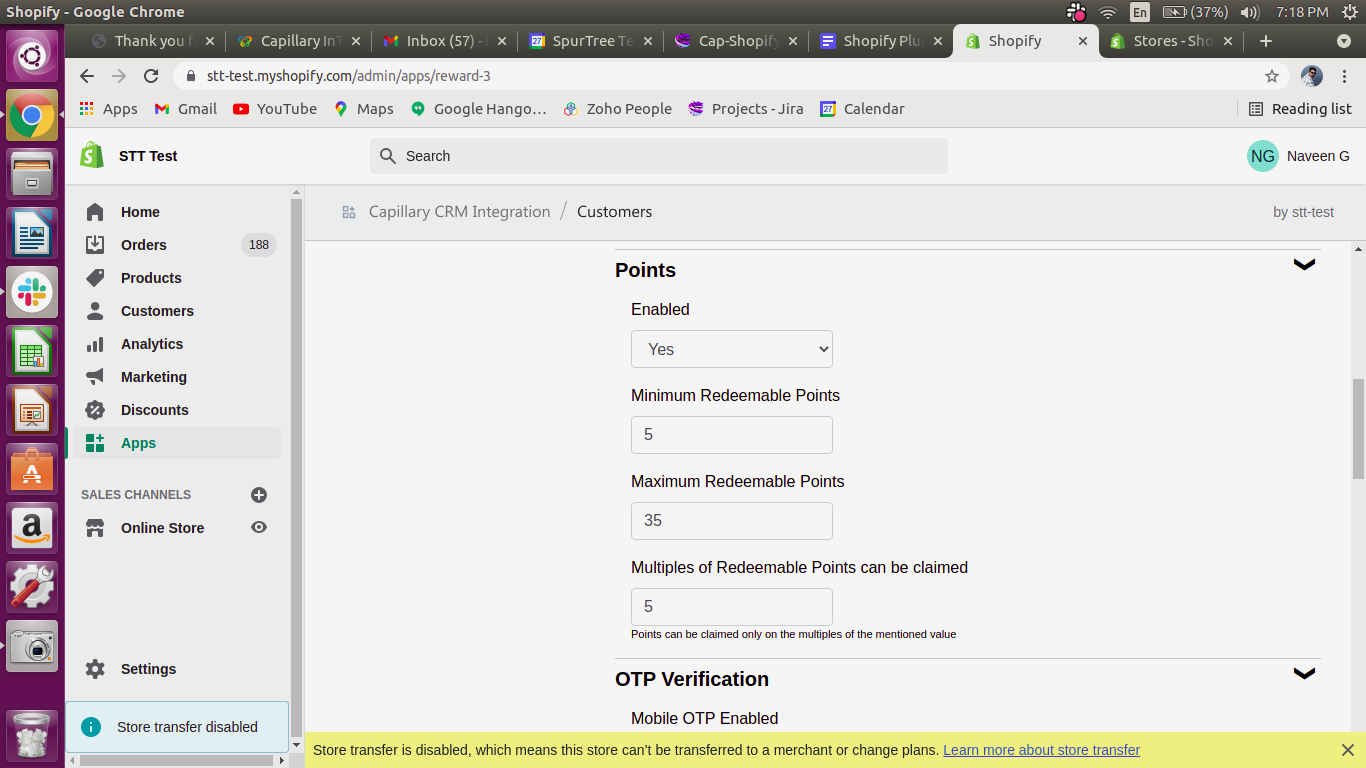 Shopify - Google Chrome
En
(37%)
7:18 PM
Thank you f
Capillary InT
Inbox (57) -
27
SpurTree Te
Cap-Shopify
Shopify Plu
Shopify
Stores - Sho
stt-test.myshopify.com/admin/apps/reward-3
Apps
Gmail
YouTube
Maps
Google Hango...
Zoho People
Projects - Jira
27
Calendar
Reading list
STT Test
Search
NG
Naveen G
Home
Orders
188
Products
Customers
Analytics
Marketing
Discounts
Apps
SALES CHANNELS
Online Store
Settings
Store transfer disabled
Capillary CRM Integration / Customers
by stt-test
Points
Enabled
Yes
Minimum Redeemable Points
5
Maximum Redeemable Points
35
Multiples of Redeemable Points can be claimed
5
Points can be claimed only on the multiples of the mentioned value
OTP Verification
Mobile OTP Enabled
Store transfer is disabled, which means this store can't be transferred to a merchant or change plans. Learn more about store transfer